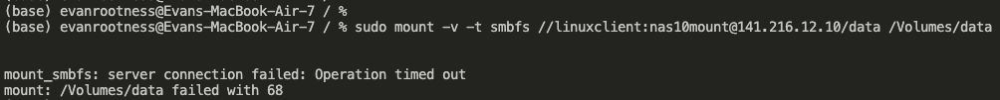 (base) evanrootness@Evans-MacBook-Air-7 / %
(base) evanrootness@Evans-MacBook-Air-7 / % sudo mount -v -t smbfs //linuxclient:nas10mount@141.216.12.10/data /Volumes/data
mount_smbfs: server connection failed: Operation timed out
mount: /Volumes/data failed with 68